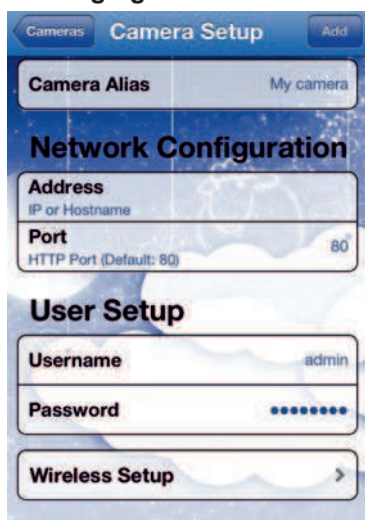 Cameras Camera Setup Add
Camera Alias My camera
Network Configuration
Address
IP or Hostname
Port 80
HTTP Port (Default: 80)
User Setup
Username admin
Password ••••••••
Wireless Setup >